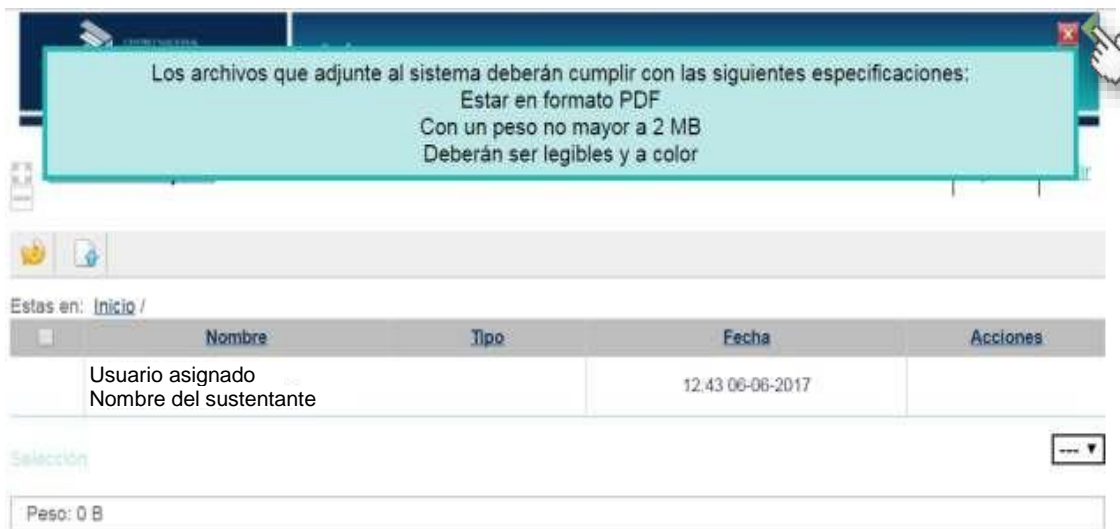 Los archivos que adjunte al sistema deberán cumplir con las siguientes especificaciones:
Estar en formato PDF
Con un peso no mayor a 2 MB
Deberán ser legibles y a color
Estas en: Inicio /
Nombre Tipo Fecha Acciones
Usuario asignado
Nombre del sustentante
12:43 06-06-2017
Selección
--- ▼
Peso: 0 B